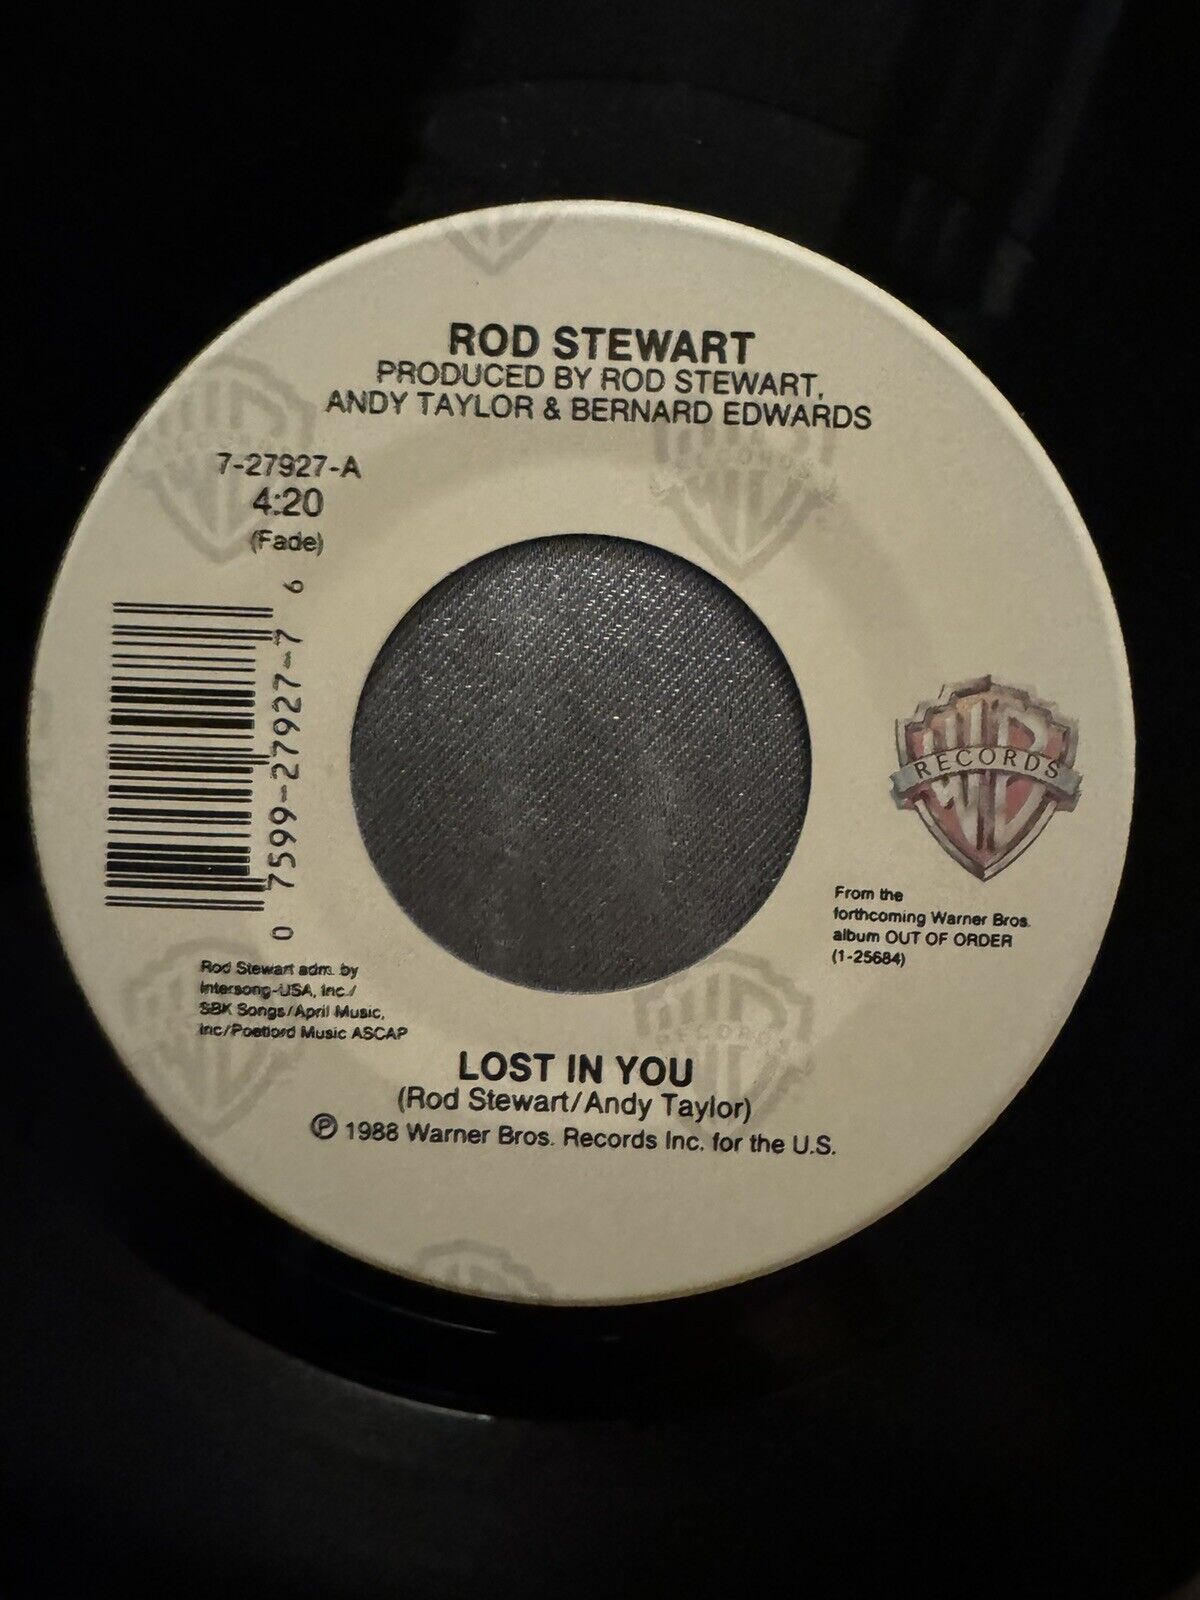 ROD STEWART
PRODUCED BY ROD STEWART,
ANDY TAYLOR & BERNARD EDWARDS
7-27927-A
4:20
(Fade)
0 7599-27927-7 6
WB
RECORDS
From the
forthcoming Warner Bros.
album OUT OF ORDER
(1-25684)
Rod Stewart adm. by
Intersong-USA, Inc./
SBK Songs/April Music,
Inc/Poetlord Music ASCAP
LOST IN YOU
(Rod Stewart/Andy Taylor)
℗ 1988 Warner Bros. Records Inc. for the U.S.